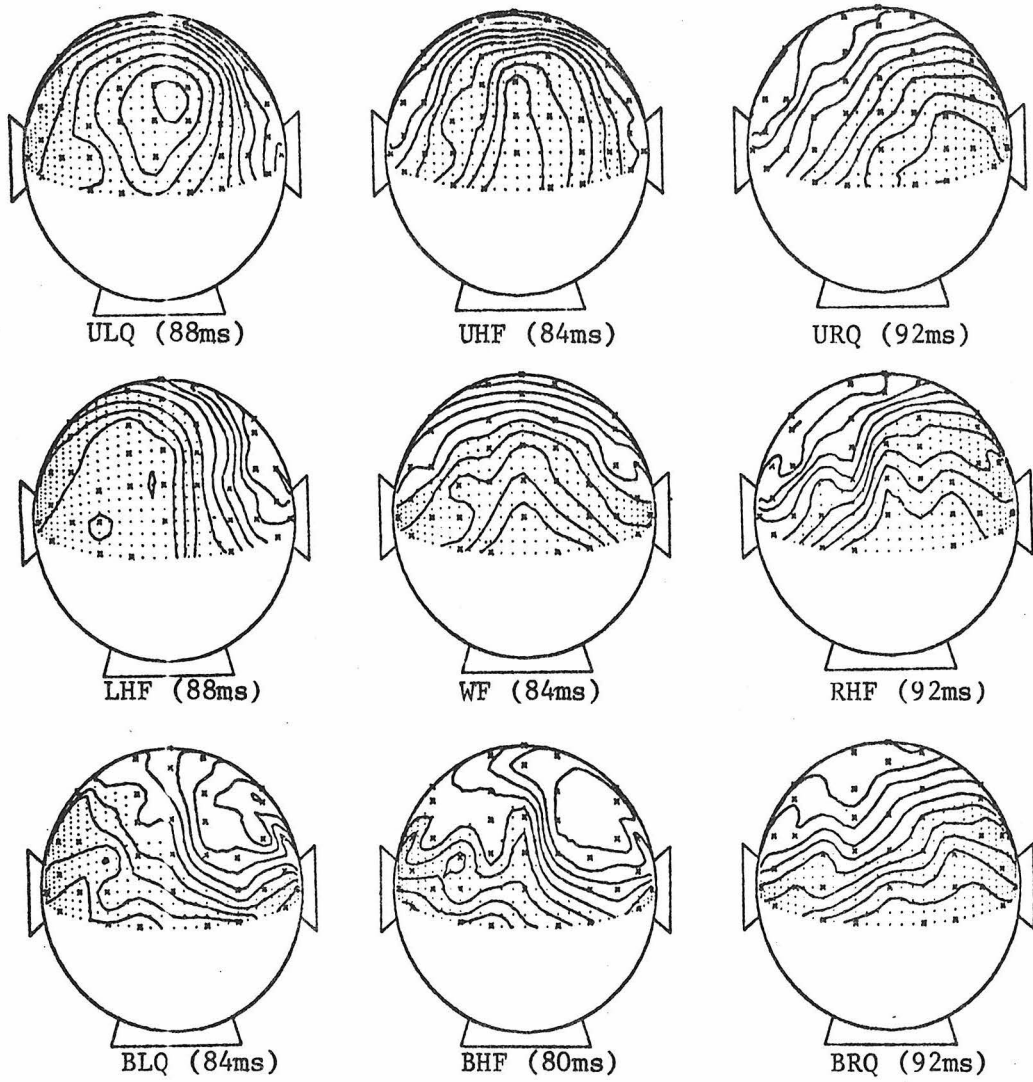 ULQ (88ms) UHF (84ms) URQ (92ms)
LHF (88ms) WF (84ms) RHF (92ms)
BLQ (84ms) BHF (80ms) BRQ (92ms)